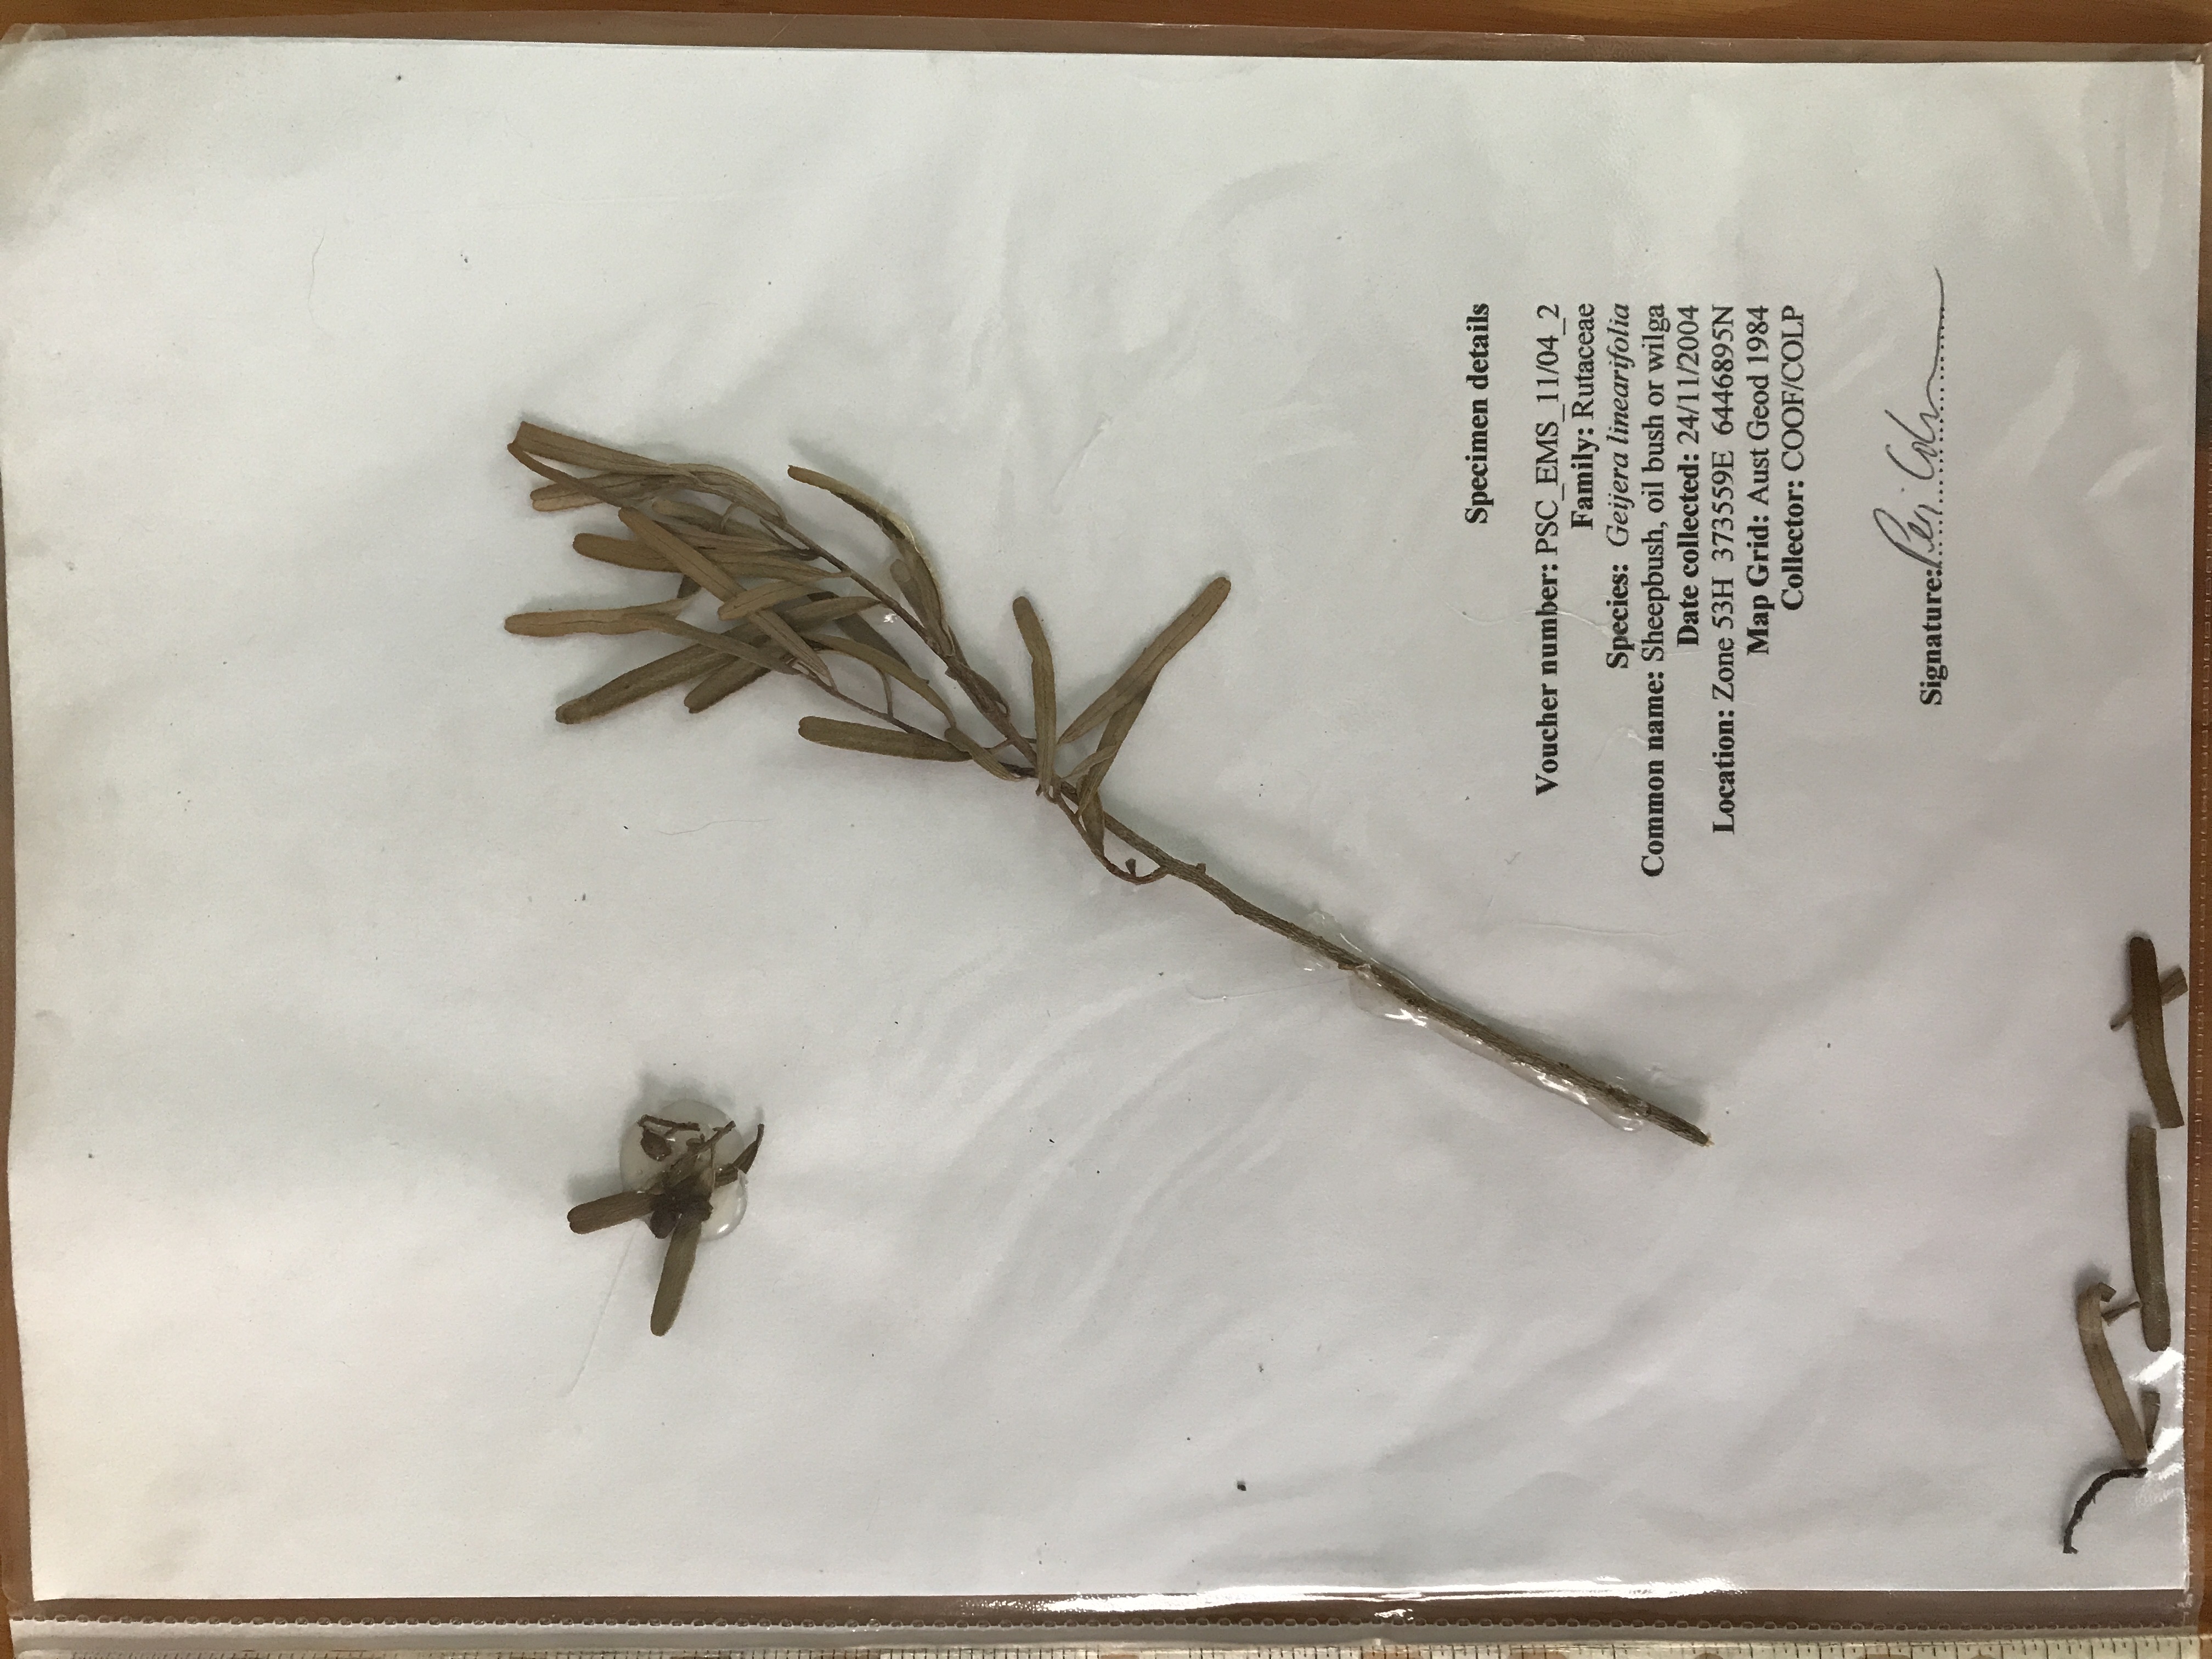 Specimen details
Voucher number: PSC_EMS_11/04_2
Family: Rutaceae
Species: Geijera linearifolia
Common name: Sheepbush, oil bush or wilga
Date collected: 24/11/2004
Location: Zone 53H 373559E 6446895N
Map Grid: Aust Geod 1984
Collector: COOF/COLP
Signature: